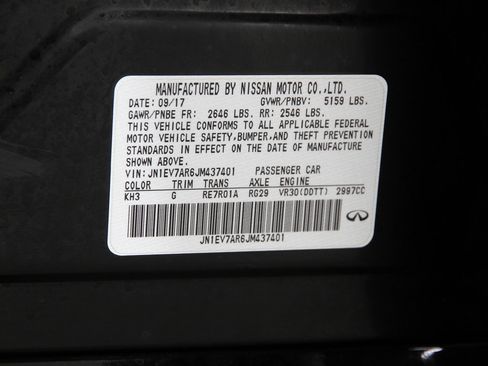 MANUFACTURED BY NISSAN MOTOR CO.,LTD.
DATE: 09/17 GVWR/PNBV: 5159 LBS.
GAWR/PNBE FR: 2646 LBS. RR: 2546 LBS.
THIS VEHICLE CONFORMS TO ALL APPLICABLE FEDERAL
MOTOR VEHICLE SAFETY,BUMPER,AND THEFT PREVENTION
STANDARDS IN EFFECT ON THE DATE OF MANUFACTURE
SHOWN ABOVE.
VIN: JN1EV7AR6JM437401 PASSENGER CAR
COLOR TRIM TRANS AXLE ENGINE
KH3 G RE7R01A RG29 VR30(DDTT) 2997CC
JN1EV7AR6JM437401